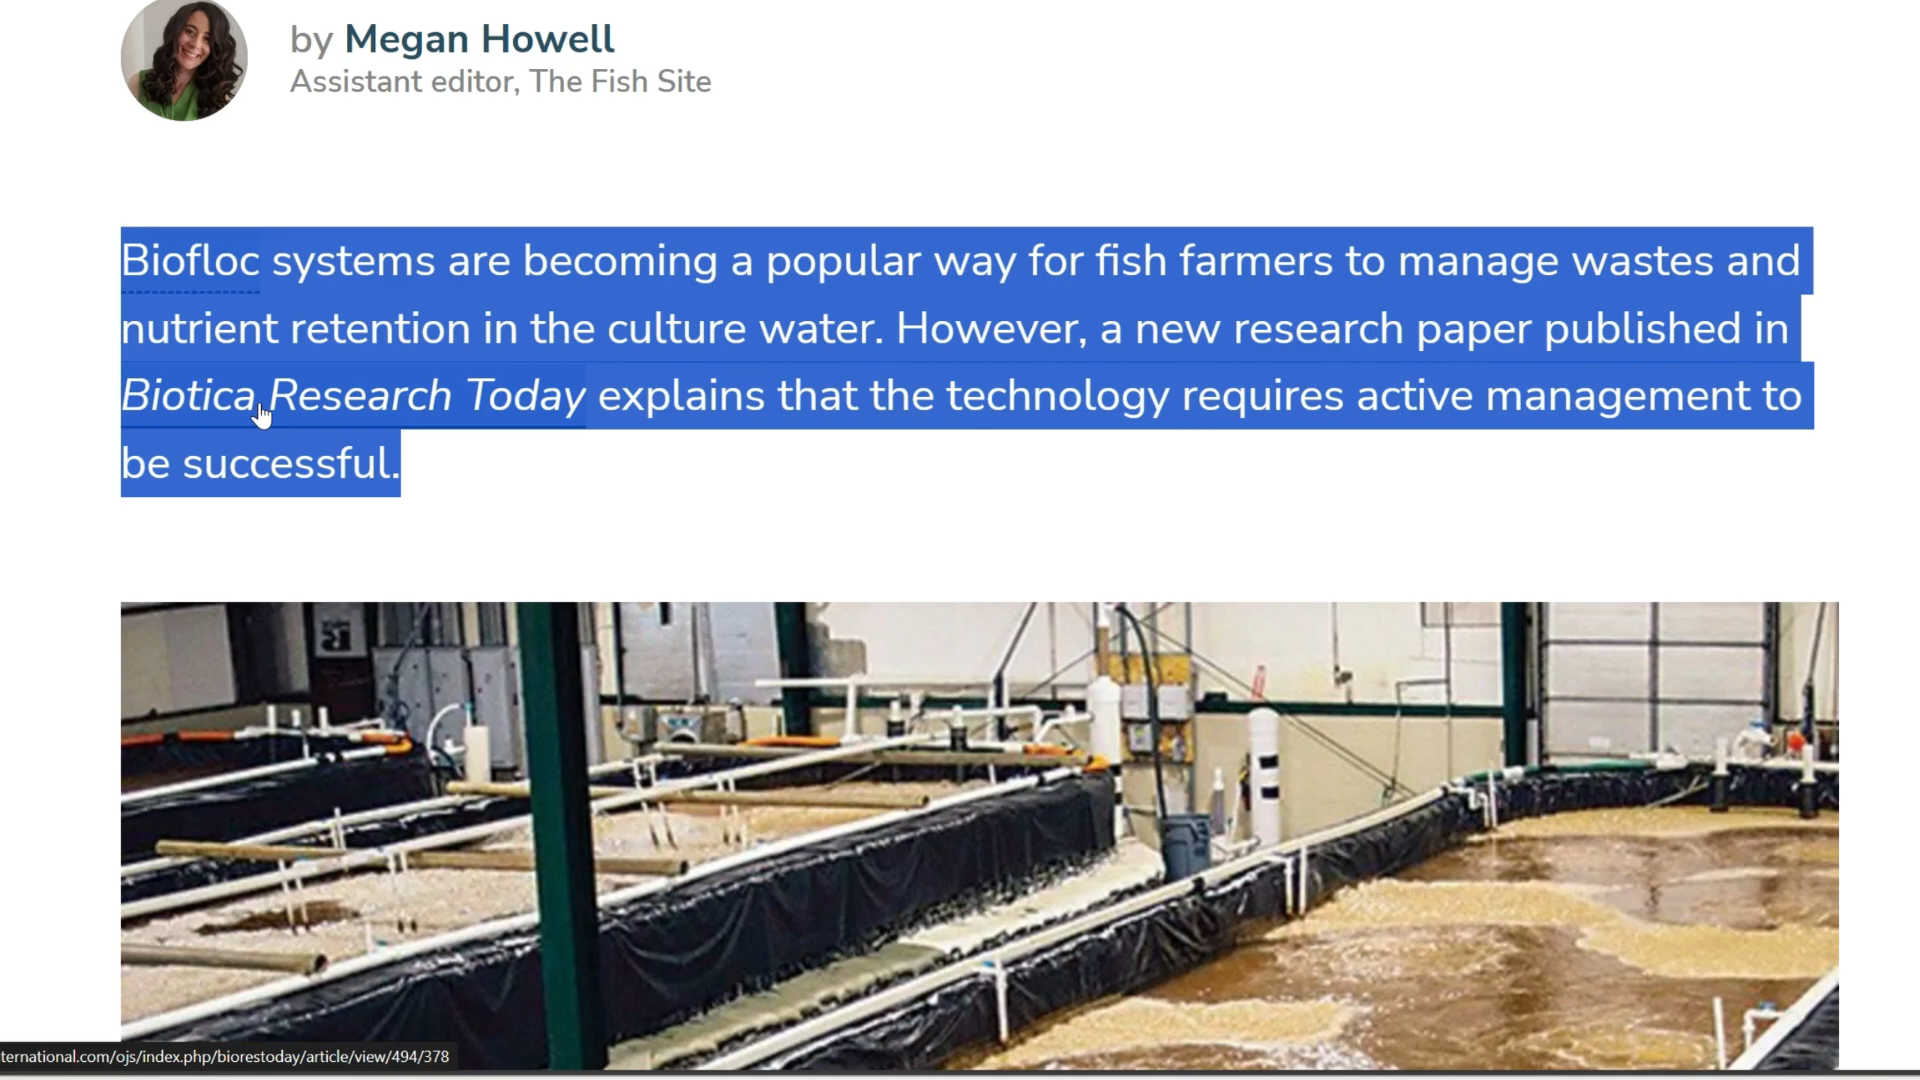 by Megan Howell
Assistant editor, The Fish Site
Biofloc systems are becoming a popular way for fish farmers to manage wastes and
nutrient retention in the culture water. However, a new research paper published in
Biotica Research Today explains that the technology requires active management to
be successful.
ternational.com/ojs/index.php/biorestoday/article/view/494/378